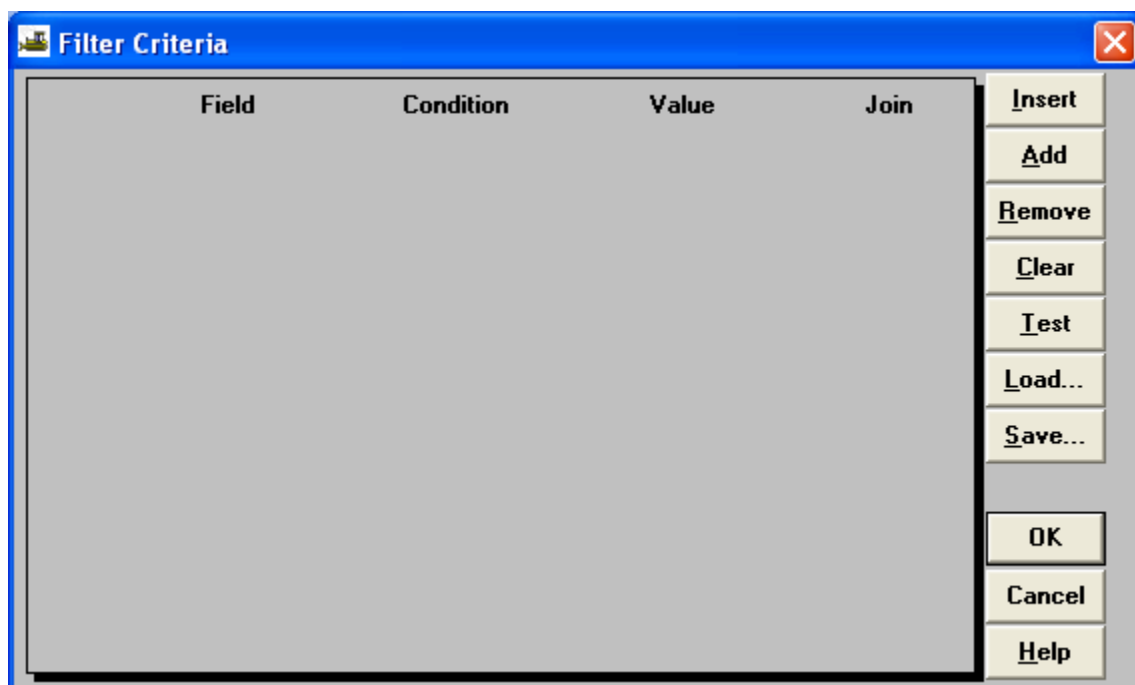 Filter Criteria
Field Condition Value Join
Insert
Add
Remove
Clear
Test
Load...
Save...
OK
Cancel
Help